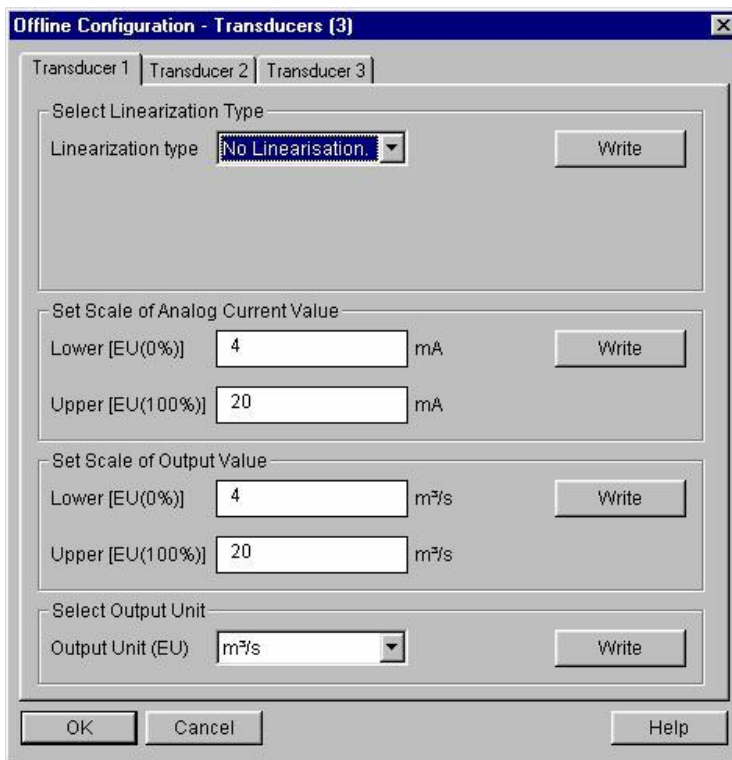 Offline Configuration - Transducers (3)
Transducer 1 Transducer 2 Transducer 3
Select Linearization Type
Linearization type No Linearisation. Write
Set Scale of Analog Current Value
Lower [EU(0%)] 4 mA Write
Upper [EU(100%)] 20 mA
Set Scale of Output Value
Lower [EU(0%)] 4 m³/s Write
Upper [EU(100%)] 20 m³/s
Select Output Unit
Output Unit (EU) m³/s Write
OK Cancel Help